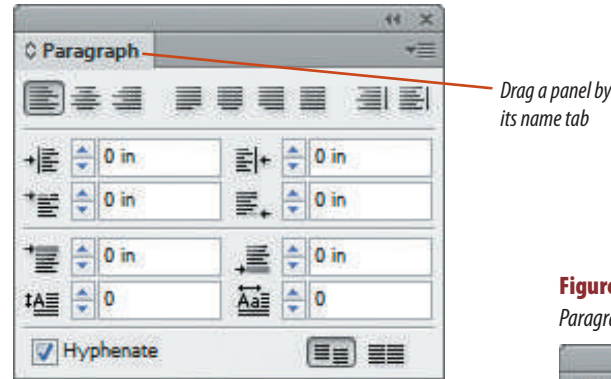 Paragraph
Drag a panel by
its name tab
0 in
0 in
0 in
0 in
0 in
0 in
0
0
Hyphenate
Figure
Paragra